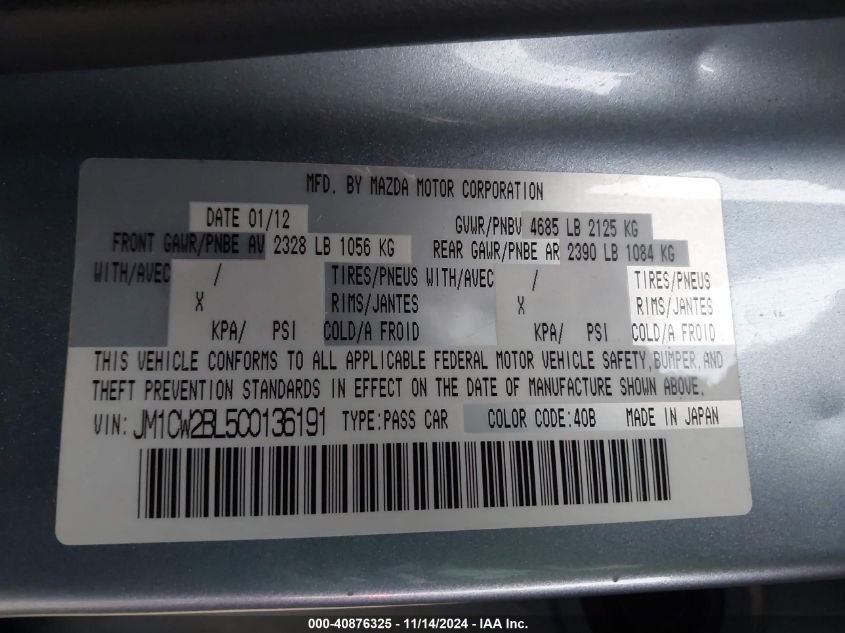 MFD. BY MAZDA MOTOR CORPORATION
DATE 01/12 GVWR/PNBV 4685 LB 2125 KG
FRONT GAWR/PNBE AV 2328 LB 1056 KG REAR GAWR/PNBE AR 2390 LB 1084 KG
WITH/AVEC / TIRES/PNEUS WITH/AVEC / TIRES/PNEUS
X RIMS/JANTES X RIMS/JANTES
KPA/ PSI COLD/A FROID KPA/ PSI COLD/A FROID
THIS VEHICLE CONFORMS TO ALL APPLICABLE FEDERAL MOTOR VEHICLE SAFETY,BUMPER,AND
THEFT PREVENTION STANDARDS IN EFFECT ON THE DATE OF MANUFACTURE SHOWN ABOVE.
VIN: JM1CW2BL5C0136191 TYPE:PASS CAR COLOR CODE:40B MADE IN JAPAN
000-40876325 - 11/14/2024 - IAA Inc.